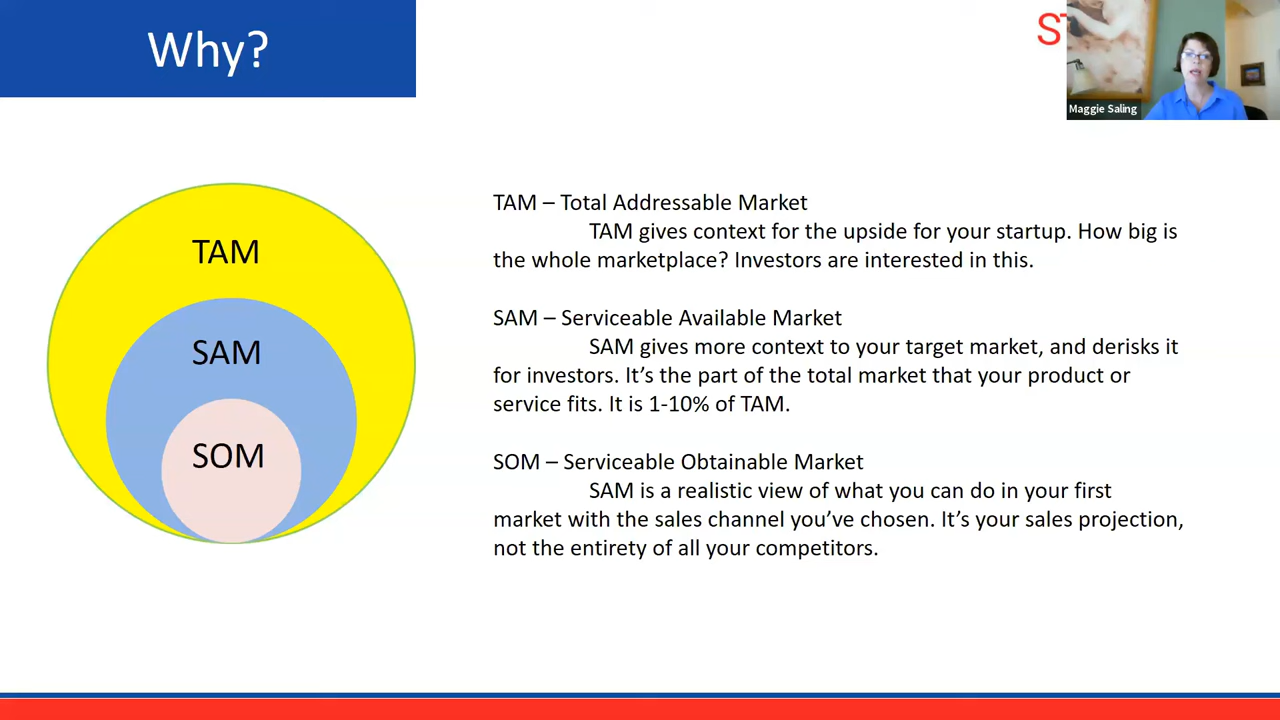 Why?
ST
Maggie Saling
TAM
SAM
SOM
TAM – Total Addressable Market
TAM gives context for the upside for your startup. How big is
the whole marketplace? Investors are interested in this.
SAM – Serviceable Available Market
SAM gives more context to your target market, and derisks it
for investors. It’s the part of the total market that your product or
service fits. It is 1-10% of TAM.
SOM – Serviceable Obtainable Market
SAM is a realistic view of what you can do in your first
market with the sales channel you’ve chosen. It’s your sales projection,
not the entirety of all your competitors.